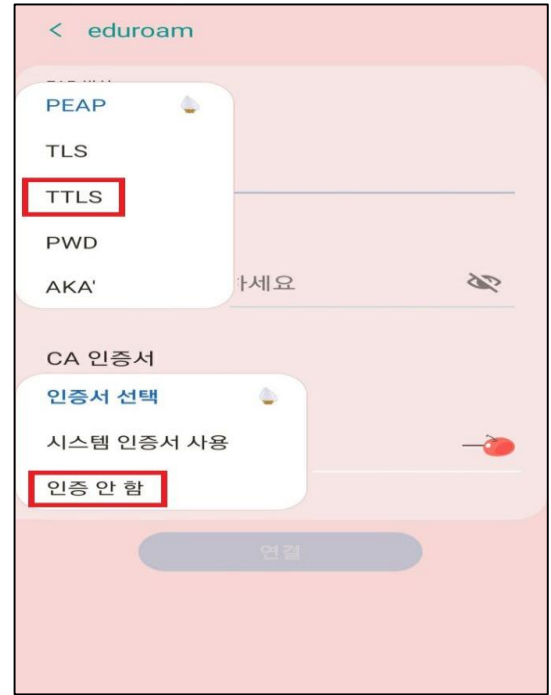 eduroam
PEAP
TLS
TTLS
PWD
AKA'
하세요
CA 인증서
인증서 선택
시스템 인증서 사용
인증 안 함
연결